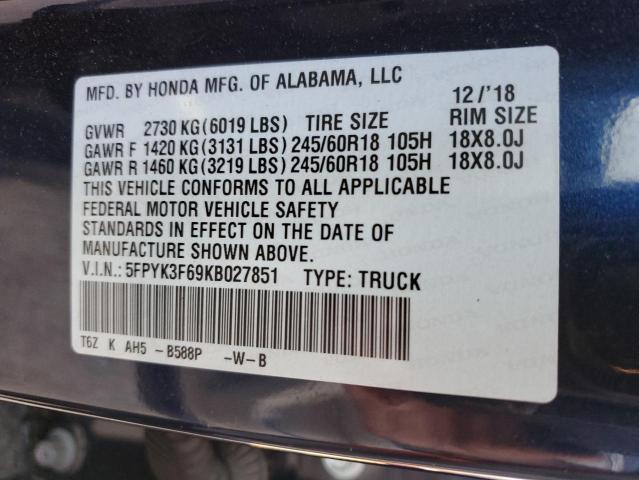 MFD. BY HONDA MFG. OF ALABAMA, LLC 12/'18
GVWR 2730 KG(6019 LBS) TIRE SIZE RIM SIZE
GAWR F 1420 KG(3131 LBS) 245/60R18 105H 18X8.0J
GAWR R 1460 KG(3219 LBS) 245/60R18 105H 18X8.0J
THIS VEHICLE CONFORMS TO ALL APPLICABLE
FEDERAL MOTOR VEHICLE SAFETY
STANDARDS IN EFFECT ON THE DATE OF
MANUFACTURE SHOWN ABOVE.
V.I.N.: 5FPYK3F69KB027851 TYPE: TRUCK
T6Z K AH5 -B588P -W-B